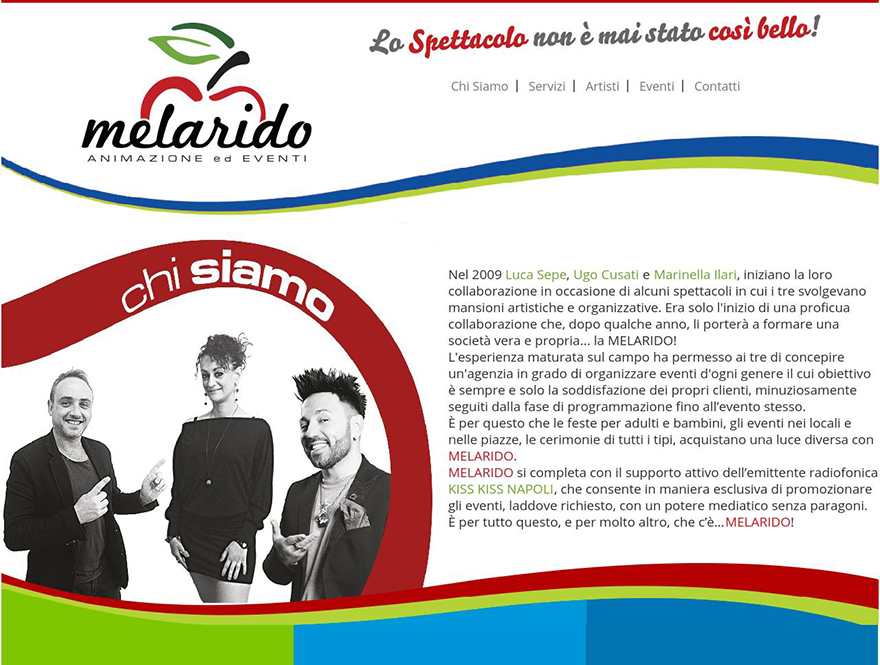 Lo Spettacolo non è mai stato così bello!
Chi Siamo | Servizi | Artisti | Eventi | Contatti
melarido
ANIMAZIONE ED EVENTI
chi siamo
Nel 2009 Luca Sepe, Ugo Cusati e Marinella Ilari, iniziano la loro
collaborazione in occasione di alcuni spettacoli in cui i tre svolgevano
mansioni artistiche e organizzative. Era solo l'inizio di una proficua
collaborazione che, dopo qualche anno, li porterà a formare una
società vera e propria... la MELARIDO!
L'esperienza maturata sul campo ha permesso ai tre di concepire
un'agenzia in grado di organizzare eventi d'ogni genere il cui obiettivo
è sempre e solo la soddisfazione dei propri clienti, minuziosamente
seguiti dalla fase di programmazione fino all’evento stesso.
È per questo che le feste per adulti e bambini, gli eventi nei locali e
nelle piazze, le cerimonie di tutti i tipi, acquistano una luce diversa con
MELARIDO.
MELARIDO si completa con il supporto attivo dell’emittente radiofonica
KISS KISS NAPOLI, che consente in maniera esclusiva di promozionare
gli eventi, laddove richiesto, con un potere mediatico senza paragoni.
È per tutto questo, e per molto altro, che c’è...MELARIDO!